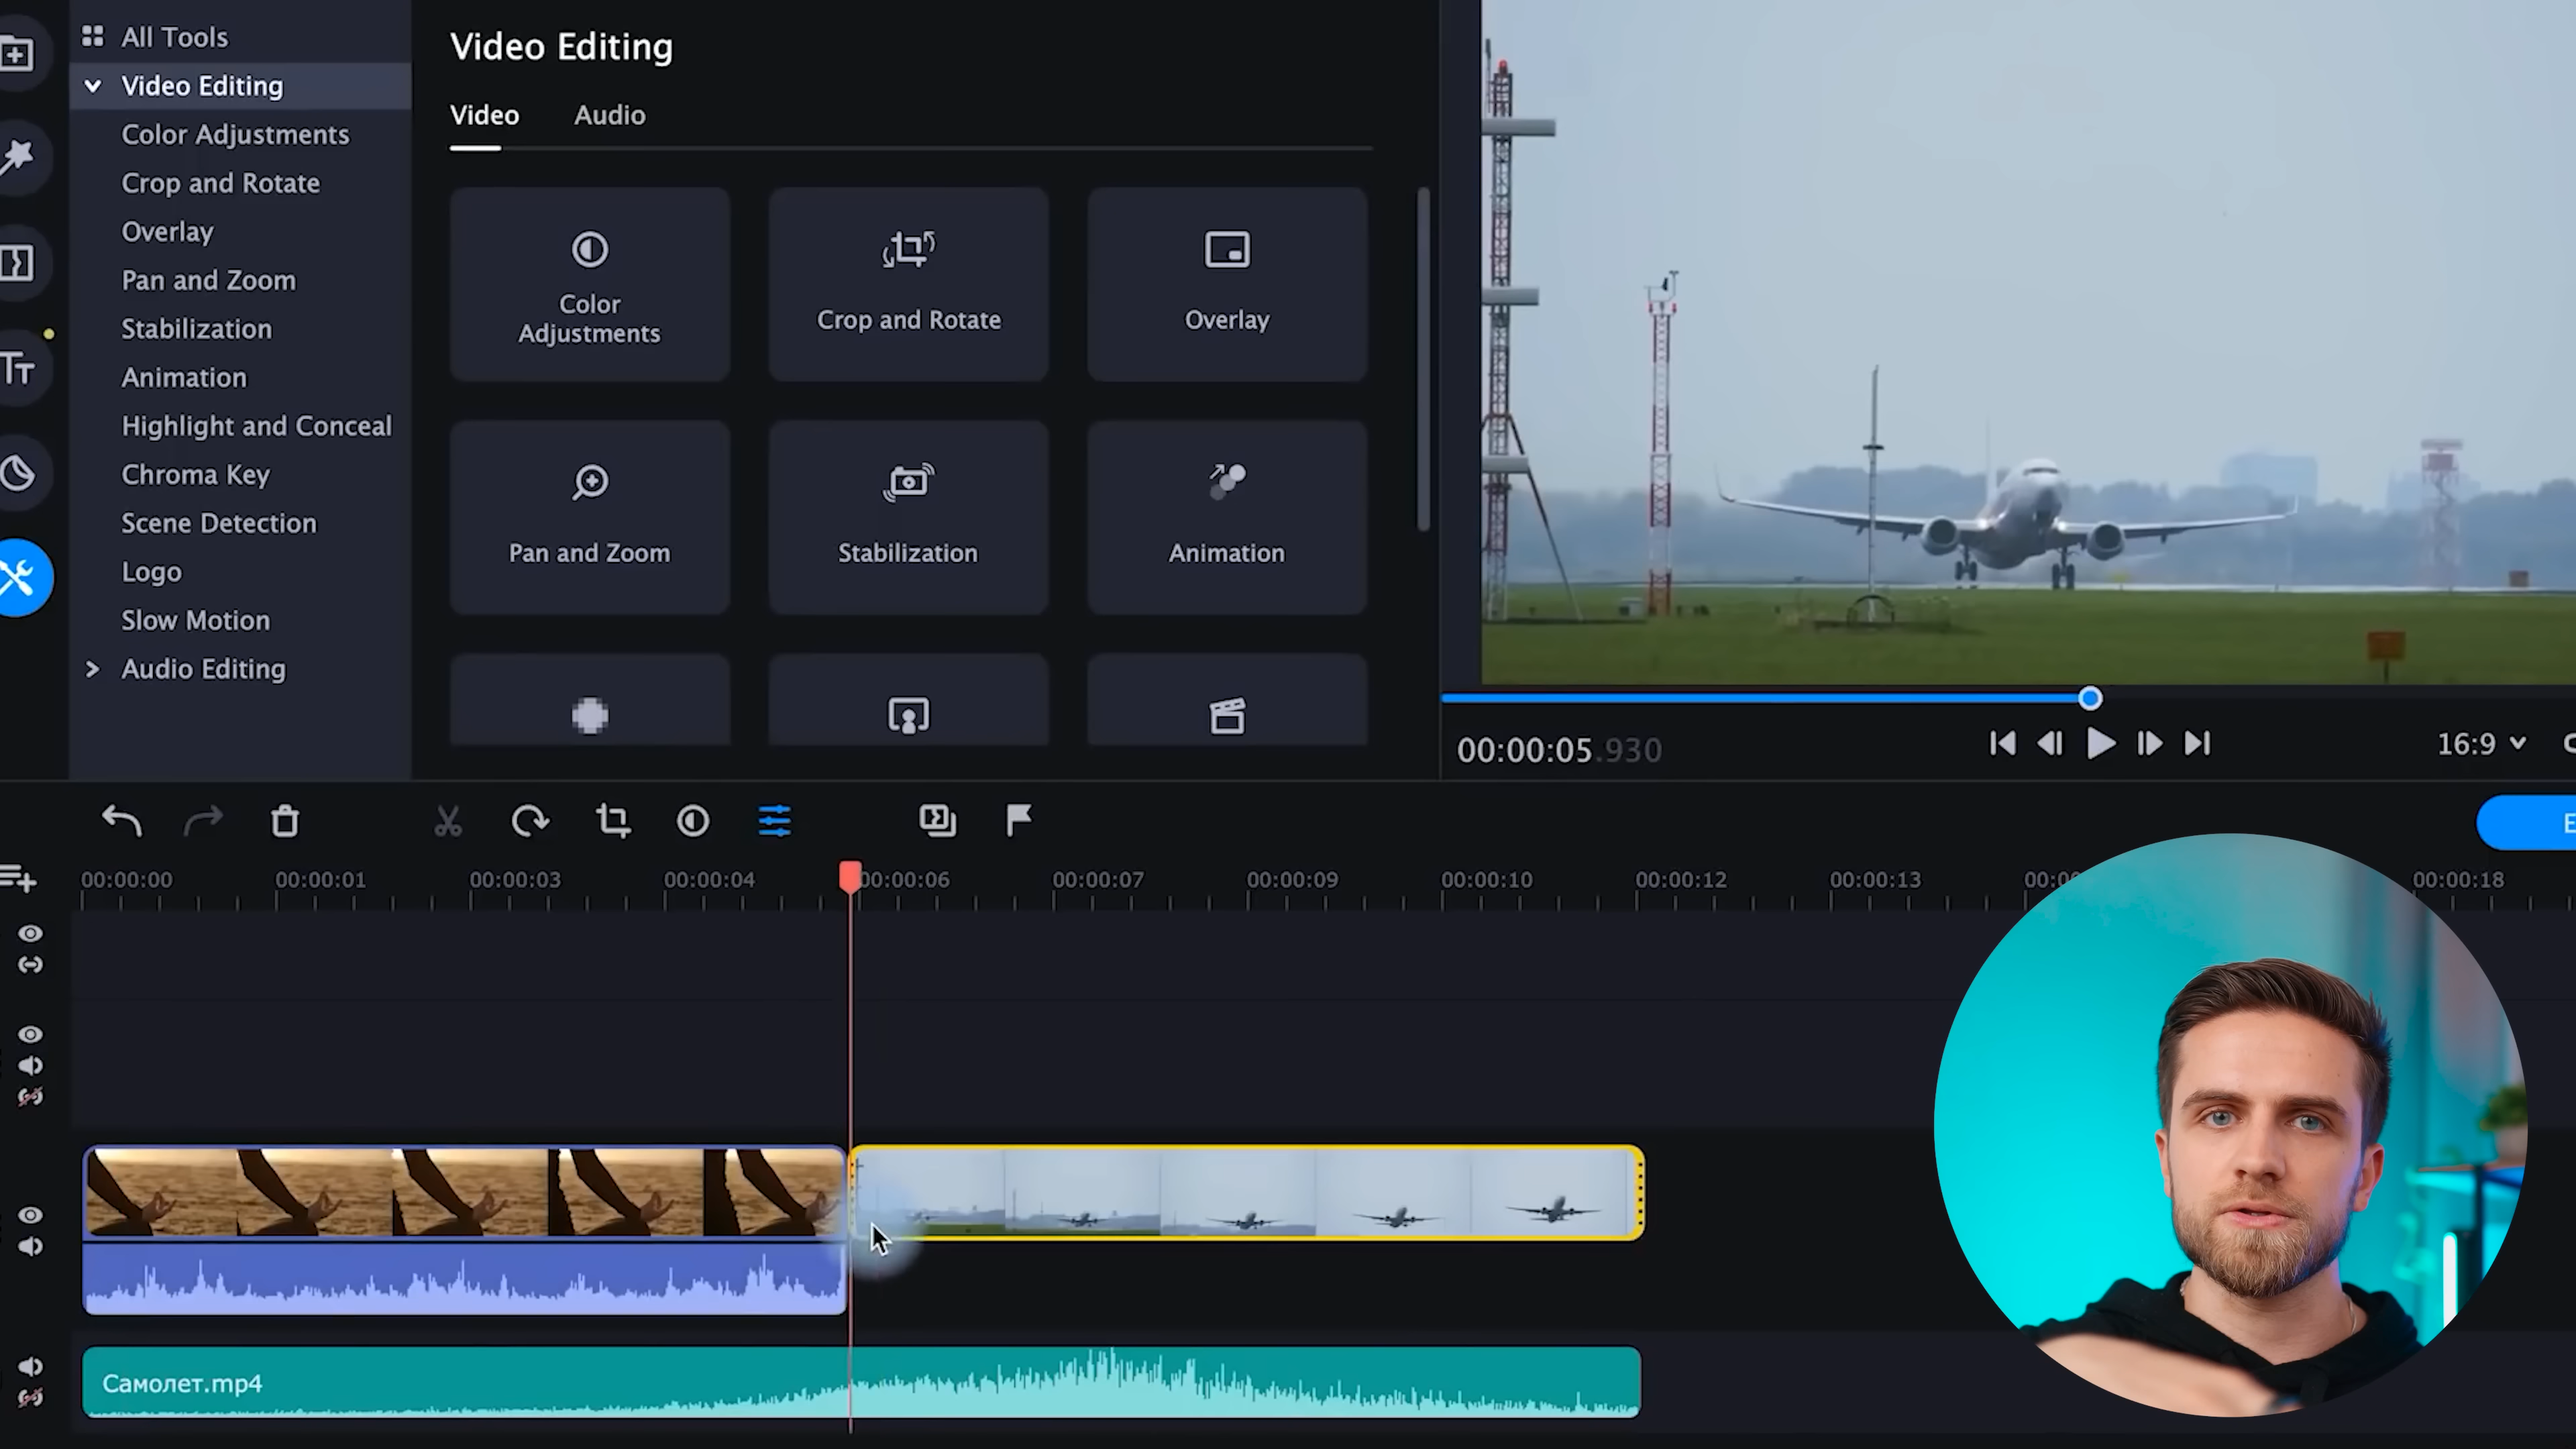 All Tools
Video Editing
Color Adjustments
Crop and Rotate
Overlay
Pan and Zoom
Stabilization
Animation
Highlight and Conceal
Chroma Key
Scene Detection
Logo
Slow Motion
Audio Editing
Video Editing
Video Audio
Color
Adjustments
Crop and Rotate
Overlay
Pan and Zoom
Stabilization
Animation
00:00:05.930
16:9
00:00:00 00:00:01 00:00:03 00:00:04 00:00:06 00:00:07 00:00:09 00:00:10 00:00:12 00:00:13 00:00:18
Самолет.mp4